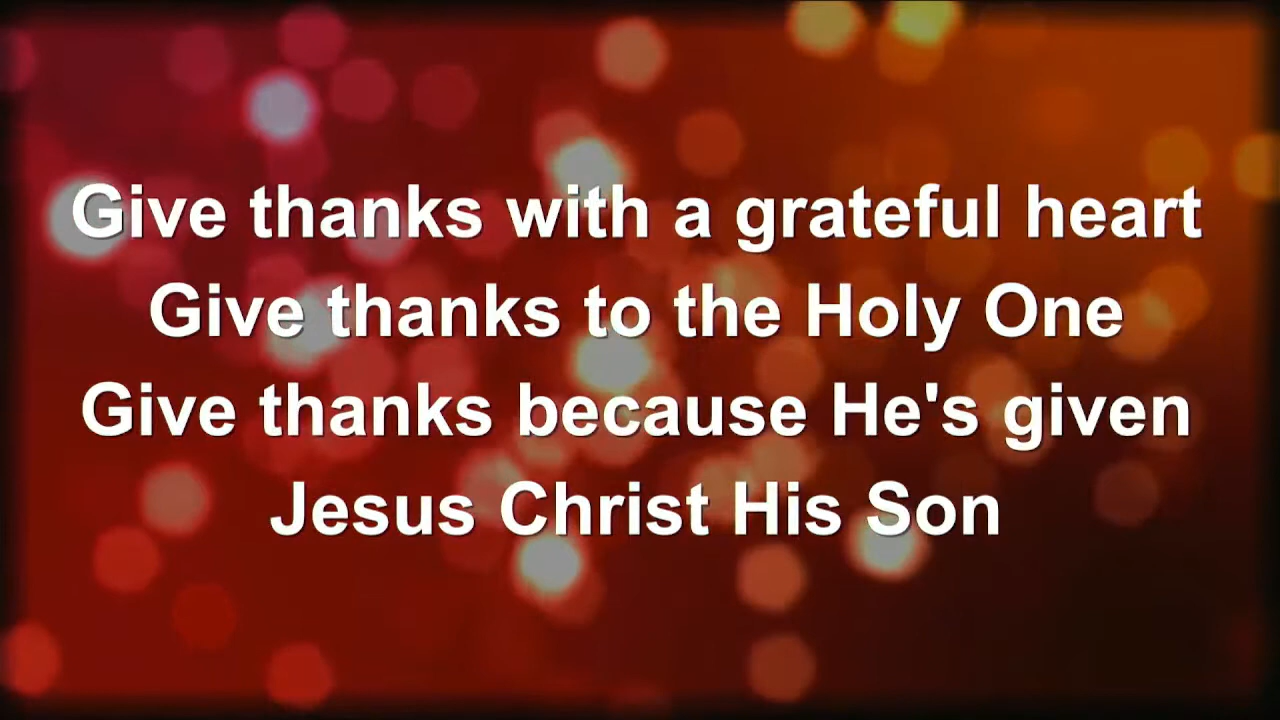 Give thanks with a grateful heart
Give thanks to the Holy One
Give thanks because He's given
Jesus Christ His Son